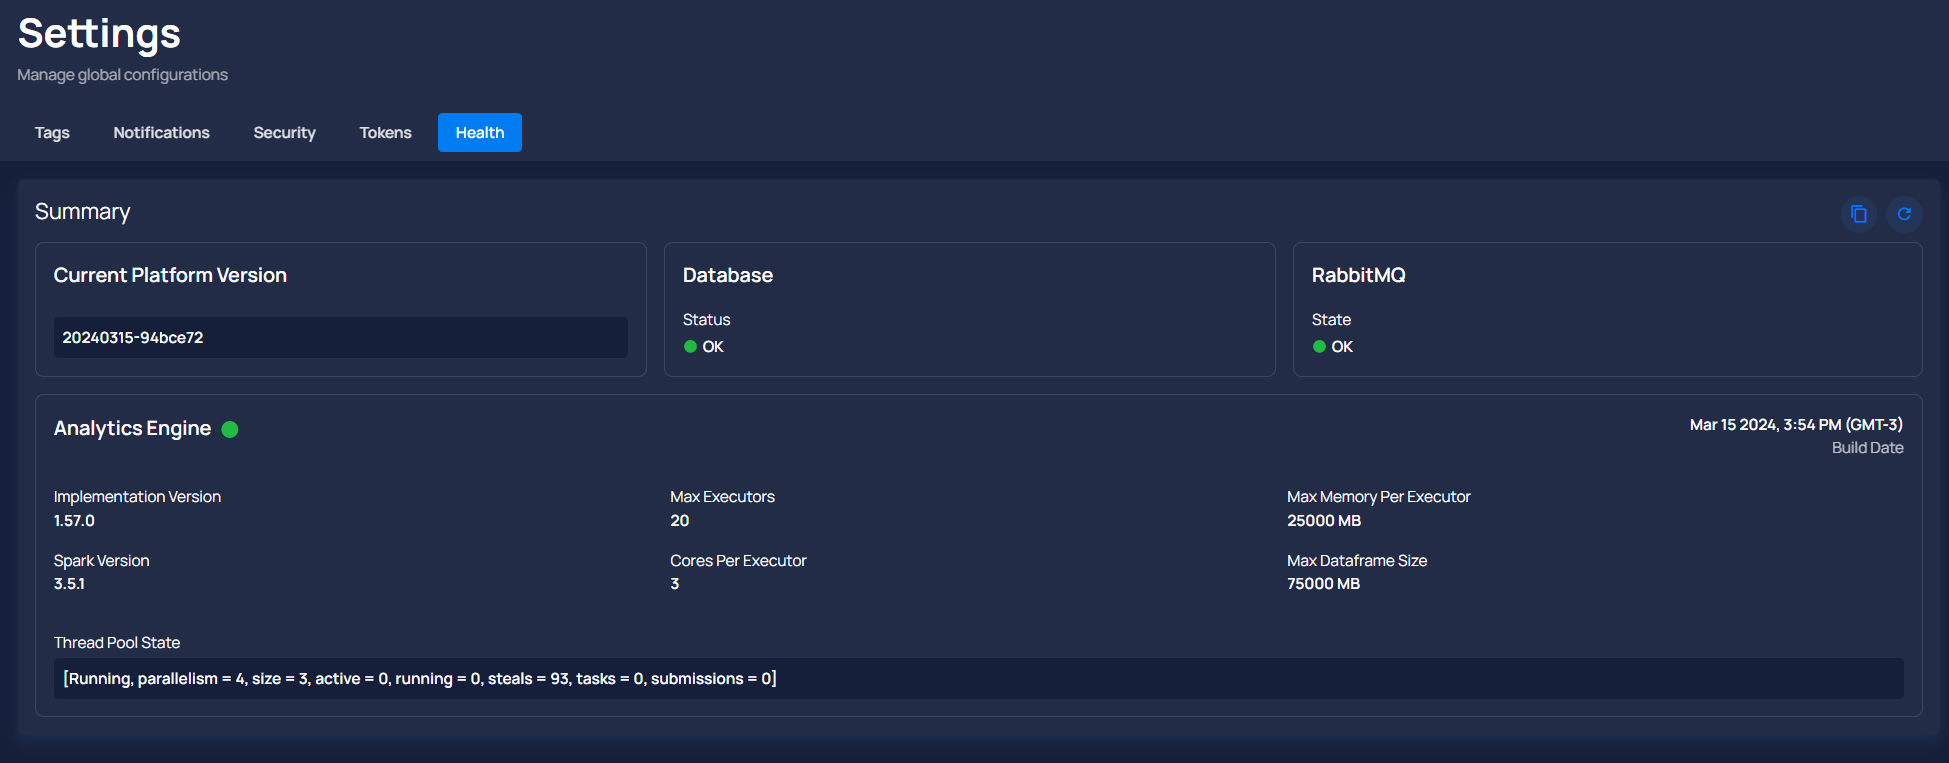 Settings
Manage global configurations
Tags Notifications Security Tokens Health
Summary
Current Platform Version
20240315-94bce72
Database
Status
OK
RabbitMQ
State
OK
Analytics Engine
Mar 15 2024, 3:54 PM (GMT-3)
Build Date
Implementation Version
1.57.0
Max Executors
20
Max Memory Per Executor
25000 MB
Spark Version
3.5.1
Cores Per Executor
3
Max Dataframe Size
75000 MB
Thread Pool State
[Running, parallelism = 4, size = 3, active = 0, running = 0, steals = 93, tasks = 0, submissions = 0]